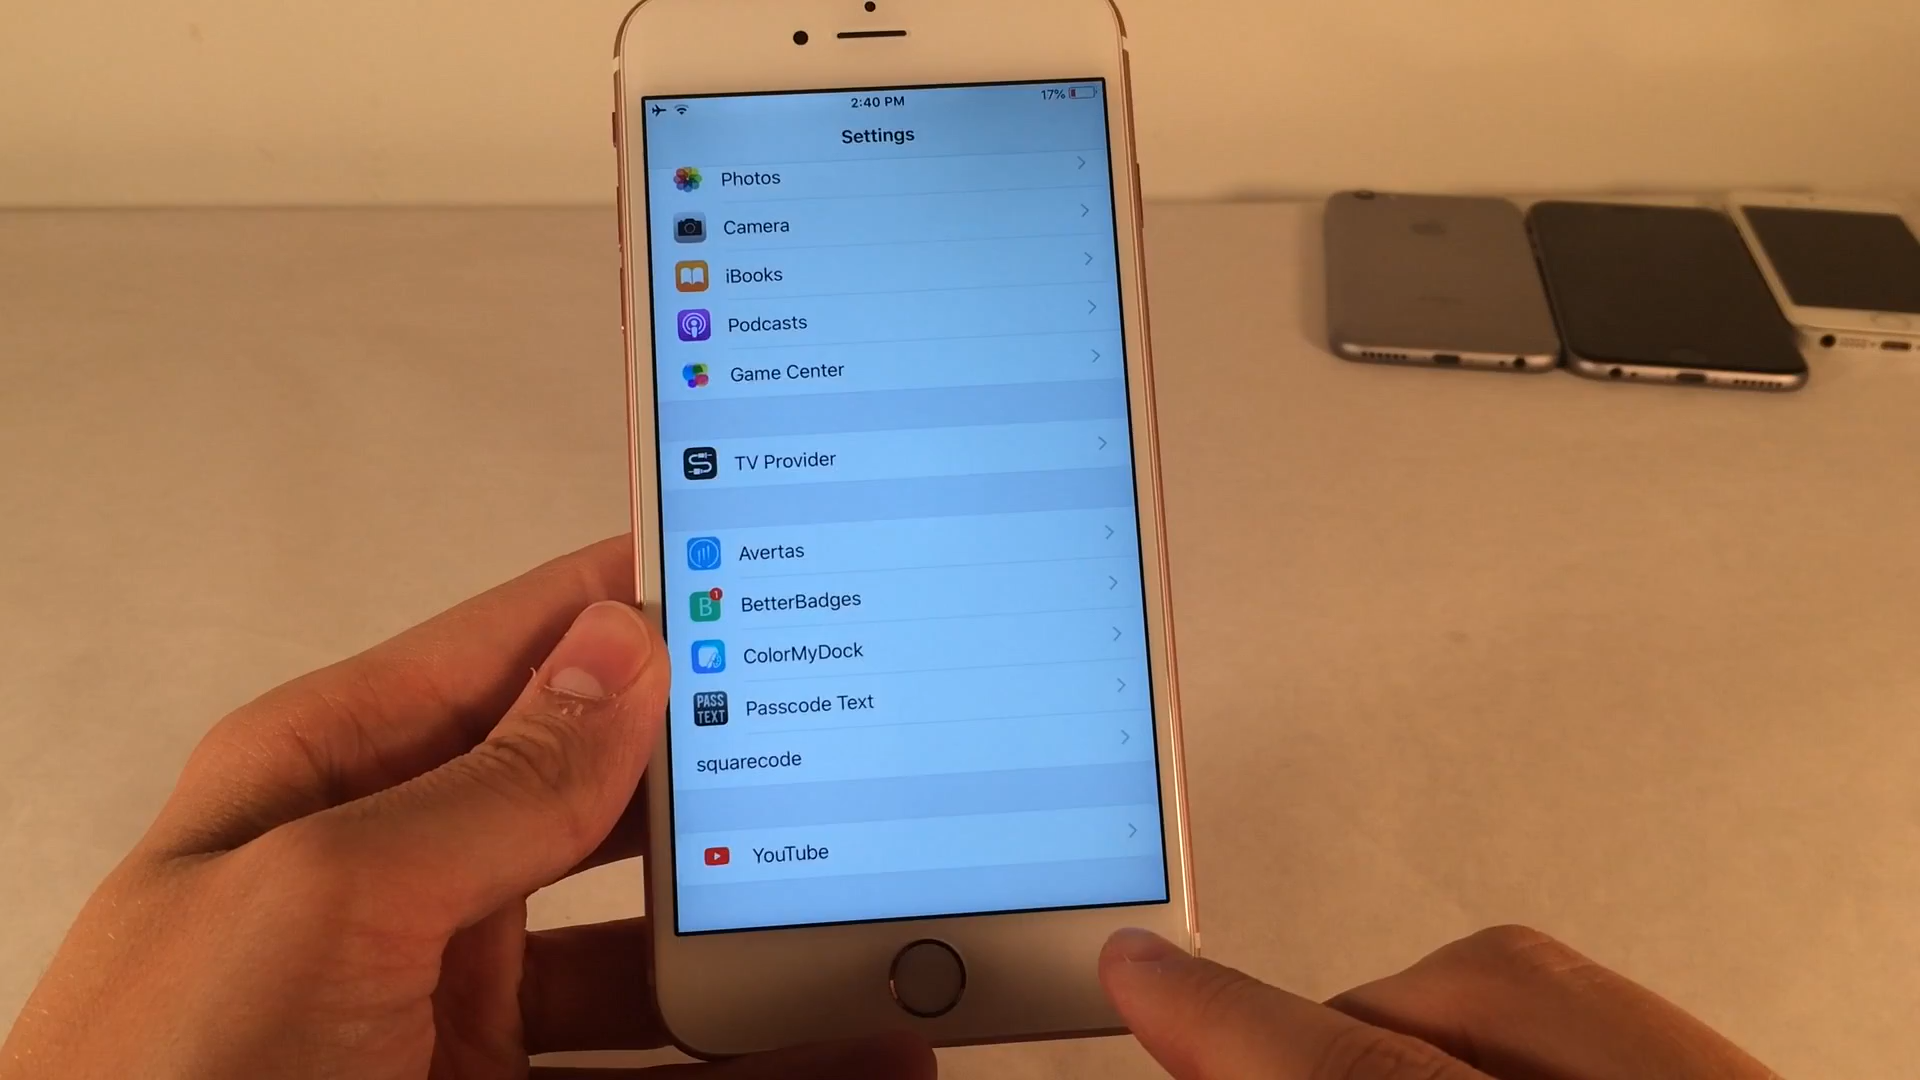 2:40 PM
17%
Settings
Photos
Camera
iBooks
Podcasts
Game Center
TV Provider
Avertas
B 1
BetterBadges
ColorMyDock
PASS
TEXT
Passcode Text
squarecode
YouTube